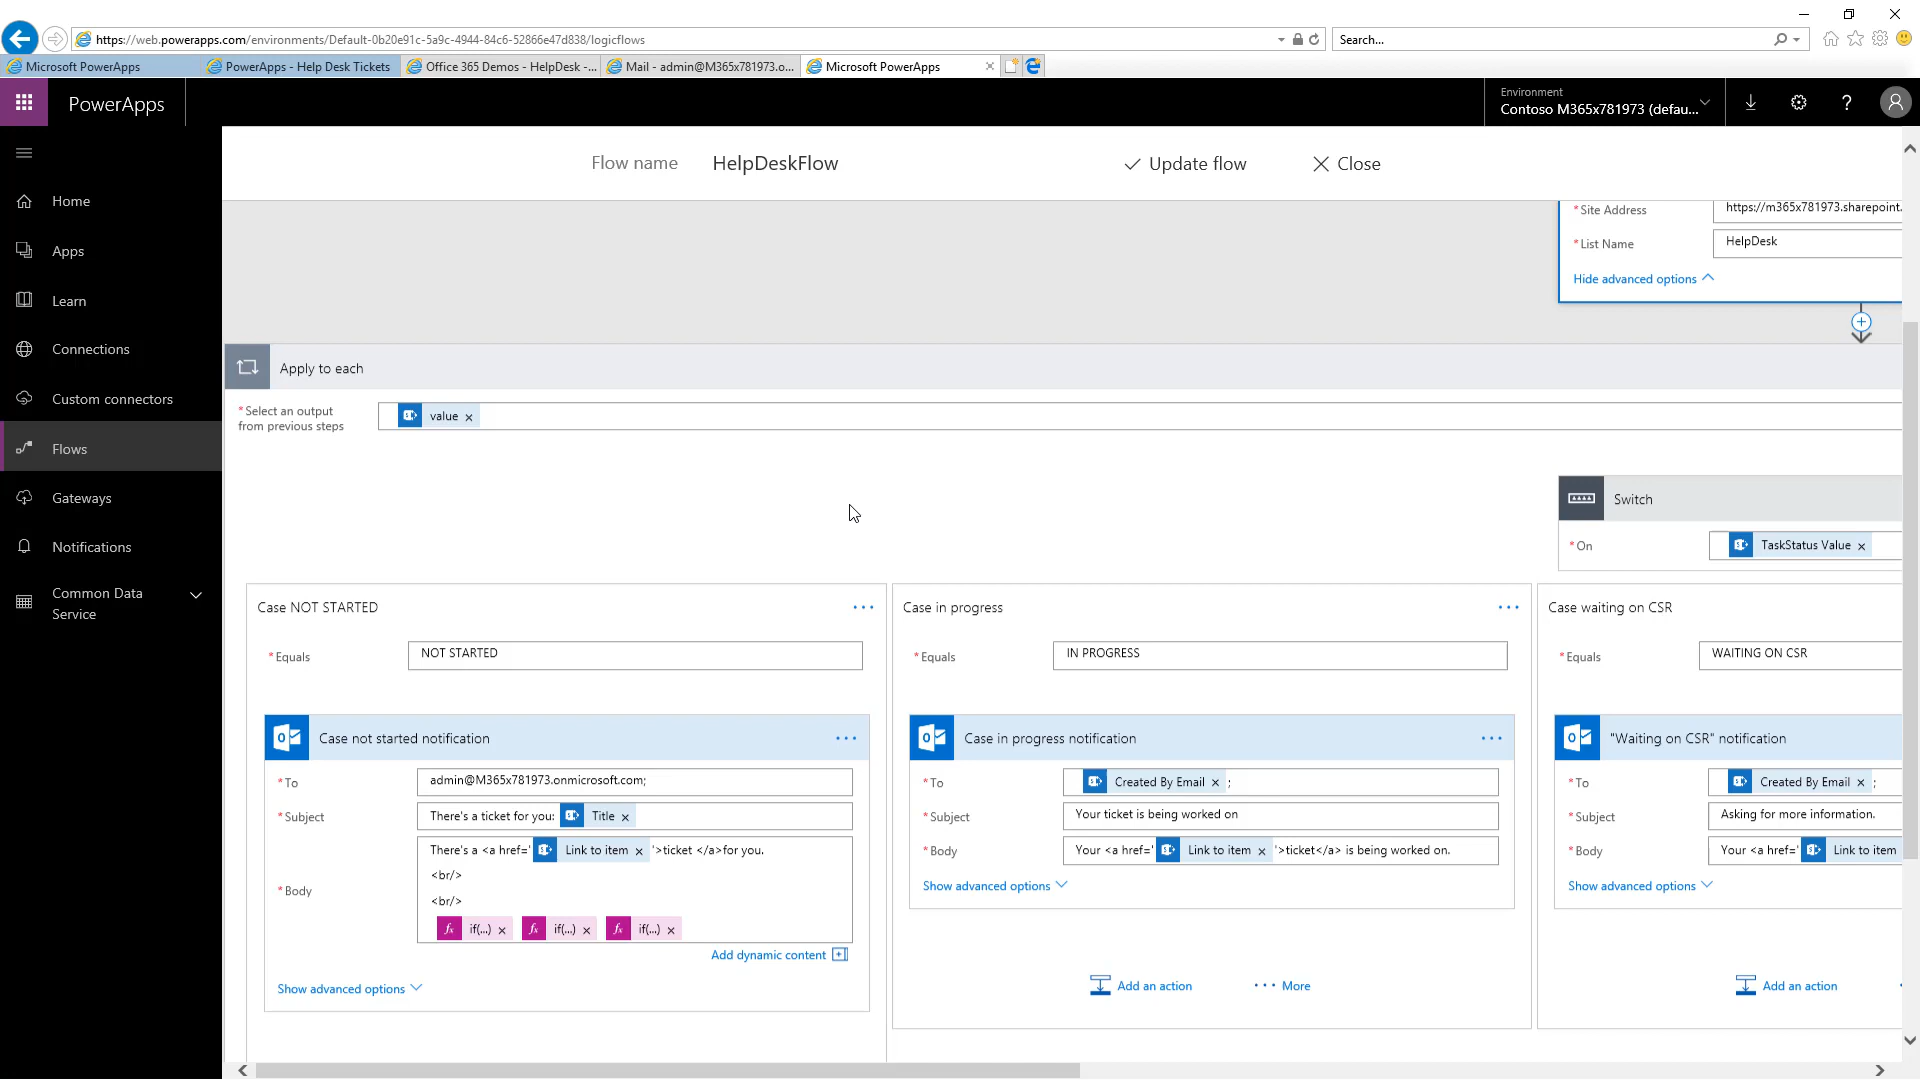 https://web.powerapps.com/environments/Default-0b20e91c-5a9c-4944-84c6-52866e47d838/logicflows
Search...
Microsoft PowerApps
PowerApps - Help Desk Tickets
Office 365 Demos - HelpDesk -...
Mail - admin@M365x781973.o...
Microsoft PowerApps
PowerApps
Environment
Contoso M365x781973 (defau...
?
Flow name
HelpDeskFlow
Update flow
Close
Home
Apps
Learn
Connections
Custom connectors
Flows
Gateways
Notifications
Common Data
Service
*Site Address
https://m365x781973.sharepoint.
*List Name
HelpDesk
Hide advanced options
Apply to each
*Select an output
from previous steps
value ×
Switch
*On
TaskStatus Value ×
Case NOT STARTED
...
*Equals
NOT STARTED
Case not started notification
...
*To
admin@M365x781973.onmicrosoft.com;
*Subject
There's a ticket for you: Title ×
*Body
There's a <a href=' Link to item × '>ticket </a>for you.
<br/>
<br/>
fx if(...) × fx if(...) × fx if(...) ×
Add dynamic content
Show advanced options
Case in progress
...
*Equals
IN PROGRESS
Case in progress notification
...
*To
Created By Email × ;
*Subject
Your ticket is being worked on
*Body
Your <a href=' Link to item × '>ticket</a> is being worked on.
Show advanced options
Add an action
... More
Case waiting on CSR
*Equals
WAITING ON CSR
"Waiting on CSR" notification
*To
Created By Email × ;
*Subject
Asking for more information.
*Body
Your <a href=' Link to item
Show advanced options
Add an action